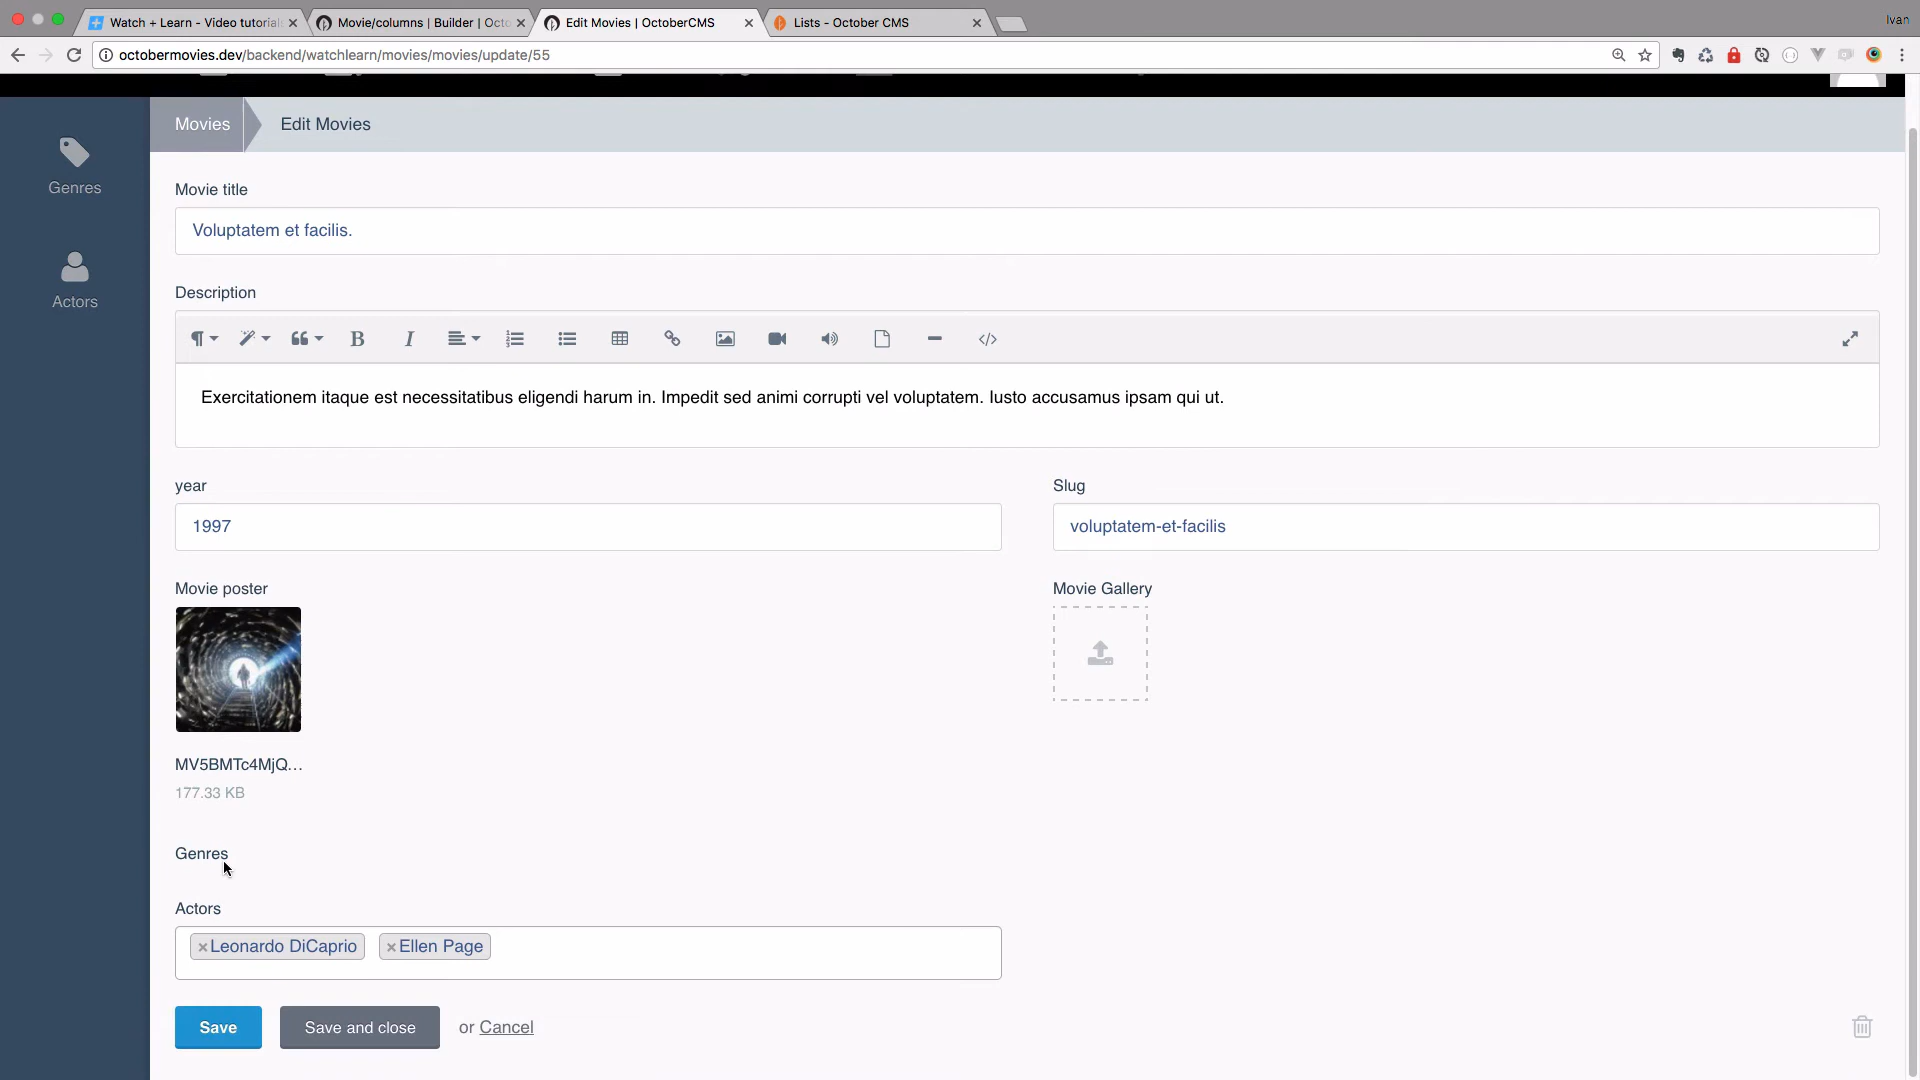 Watch + Learn - Video tutorial
Movie/columns | Builder | Octo
Edit Movies | OctoberCMS
Lists - October CMS
Ivan
octobermovies.dev/backend/watchlearn/movies/movies/update/55
Movies
Edit Movies
Genres
Actors
Movie title
Voluptatem et facilis.
Description
B I
Exercitationem itaque est necessitatibus eligendi harum in. Impedit sed animi corrupti vel voluptatem. Iusto accusamus ipsam qui ut.
year
Slug
1997
voluptatem-et-facilis
Movie poster
Movie Gallery
MV5BMTc4MjQ...
177.33 KB
Genres
Actors
×Leonardo DiCaprio ×Ellen Page
Save
Save and close
or Cancel